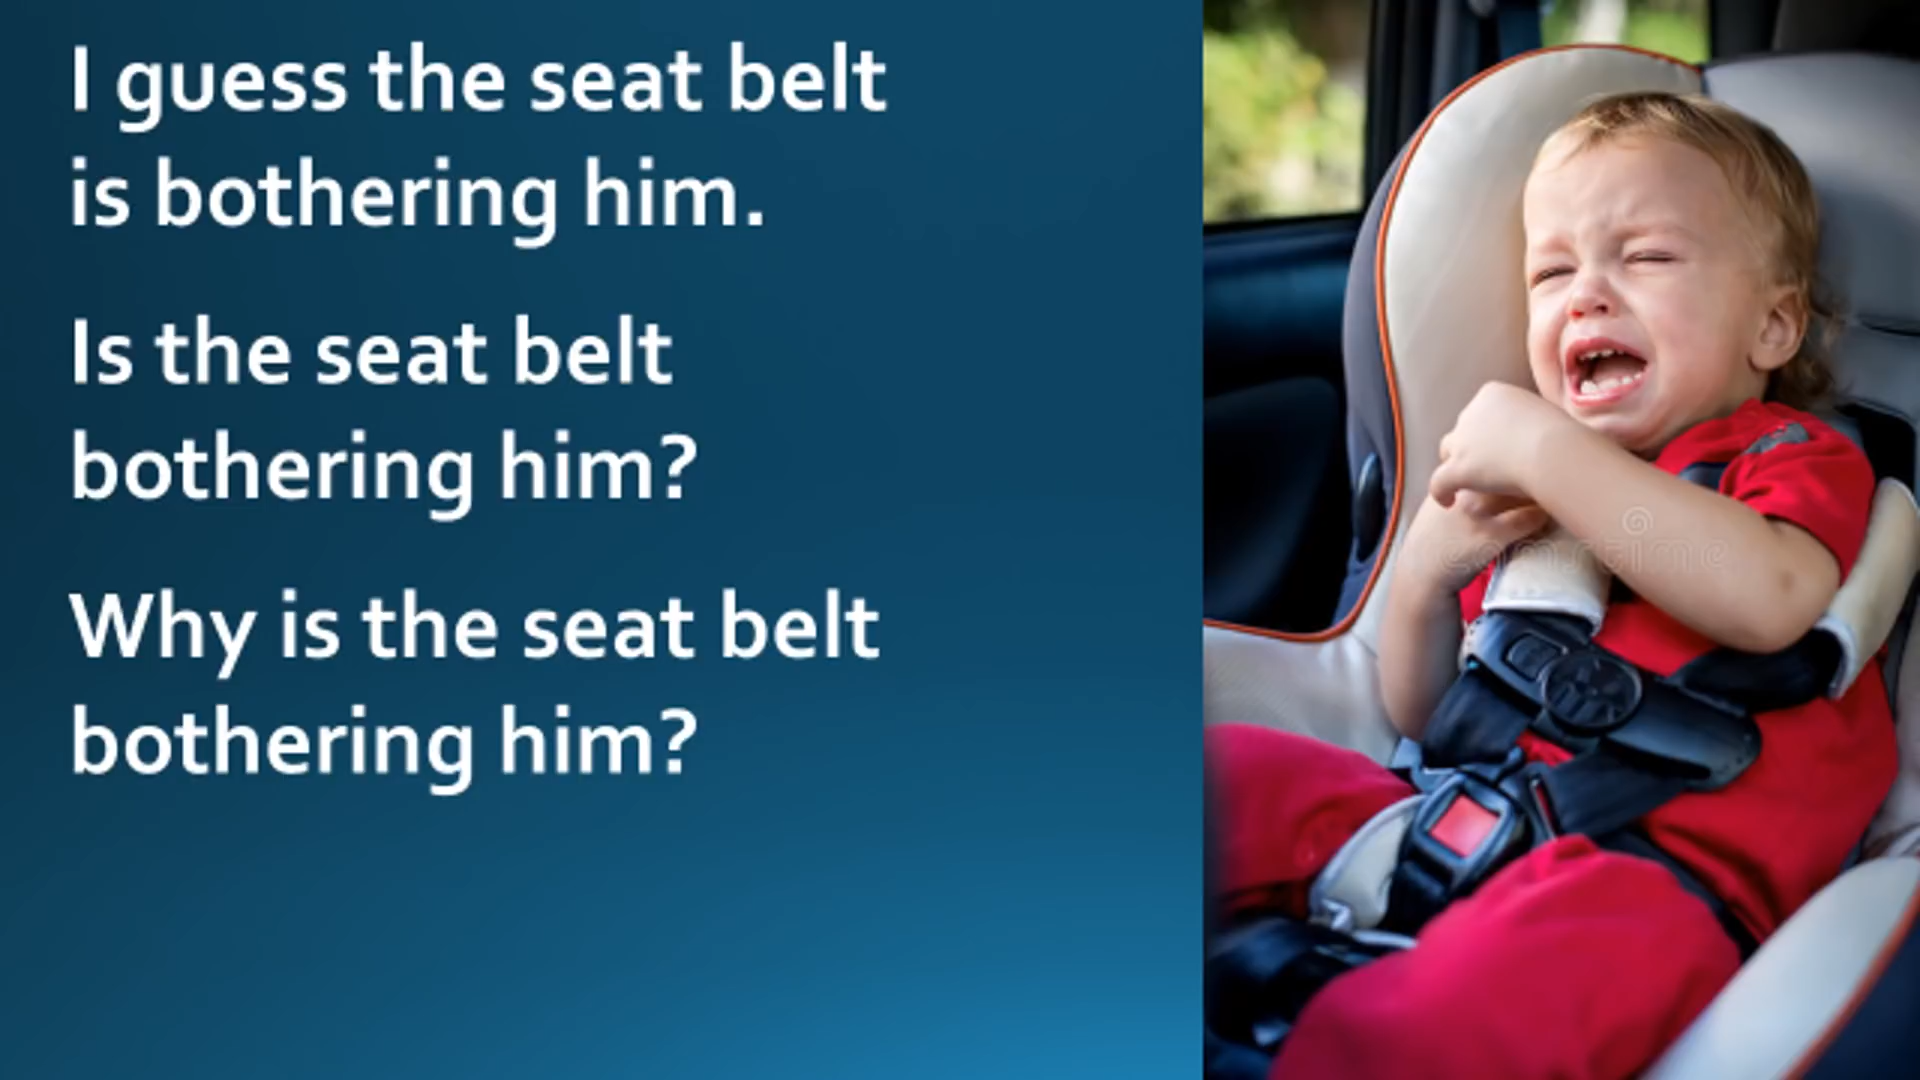 I guess the seat belt
is bothering him.
Is the seat belt
bothering him?
Why is the seat belt
bothering him?